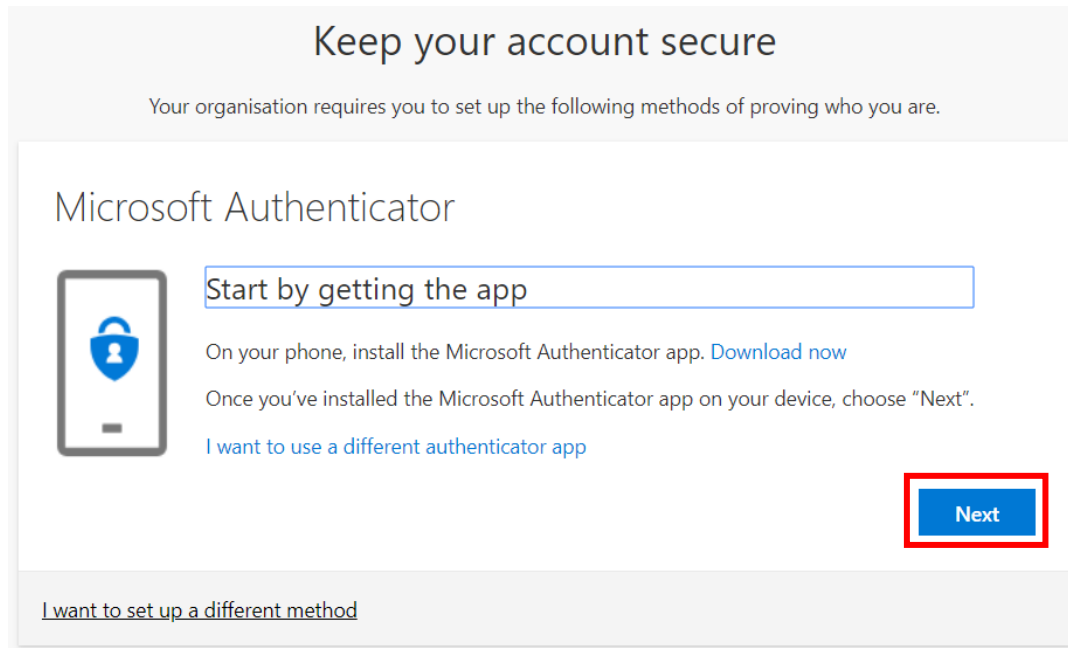 Keep your account secure
Your organisation requires you to set up the following methods of proving who you are.
Microsoft Authenticator
Start by getting the app
On your phone, install the Microsoft Authenticator app. Download now
Once you’ve installed the Microsoft Authenticator app on your device, choose “Next”.
I want to use a different authenticator app
Next
I want to set up a different method